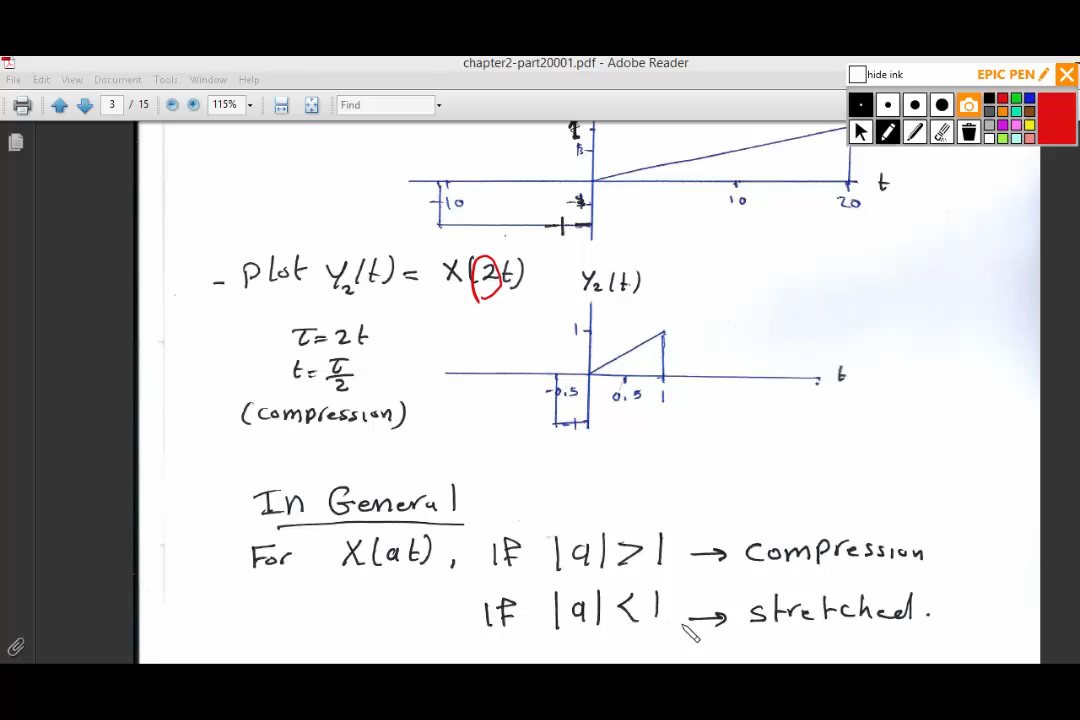 chapter2-part20001.pdf - Adobe Reader
hide ink EPIC PEN
File Edit View Document Tools Window Help
3 / 15 115% Find
t
-10 10 20
- Plot Y₂(t) = X(2t) Y₂(t)
τ = 2t
1
t = τ/2
t
-0.5 0.5 1
(compression)
-1
In General
For X(at), IF |a| > 1 → compression
IF |a| < 1 → stretched.